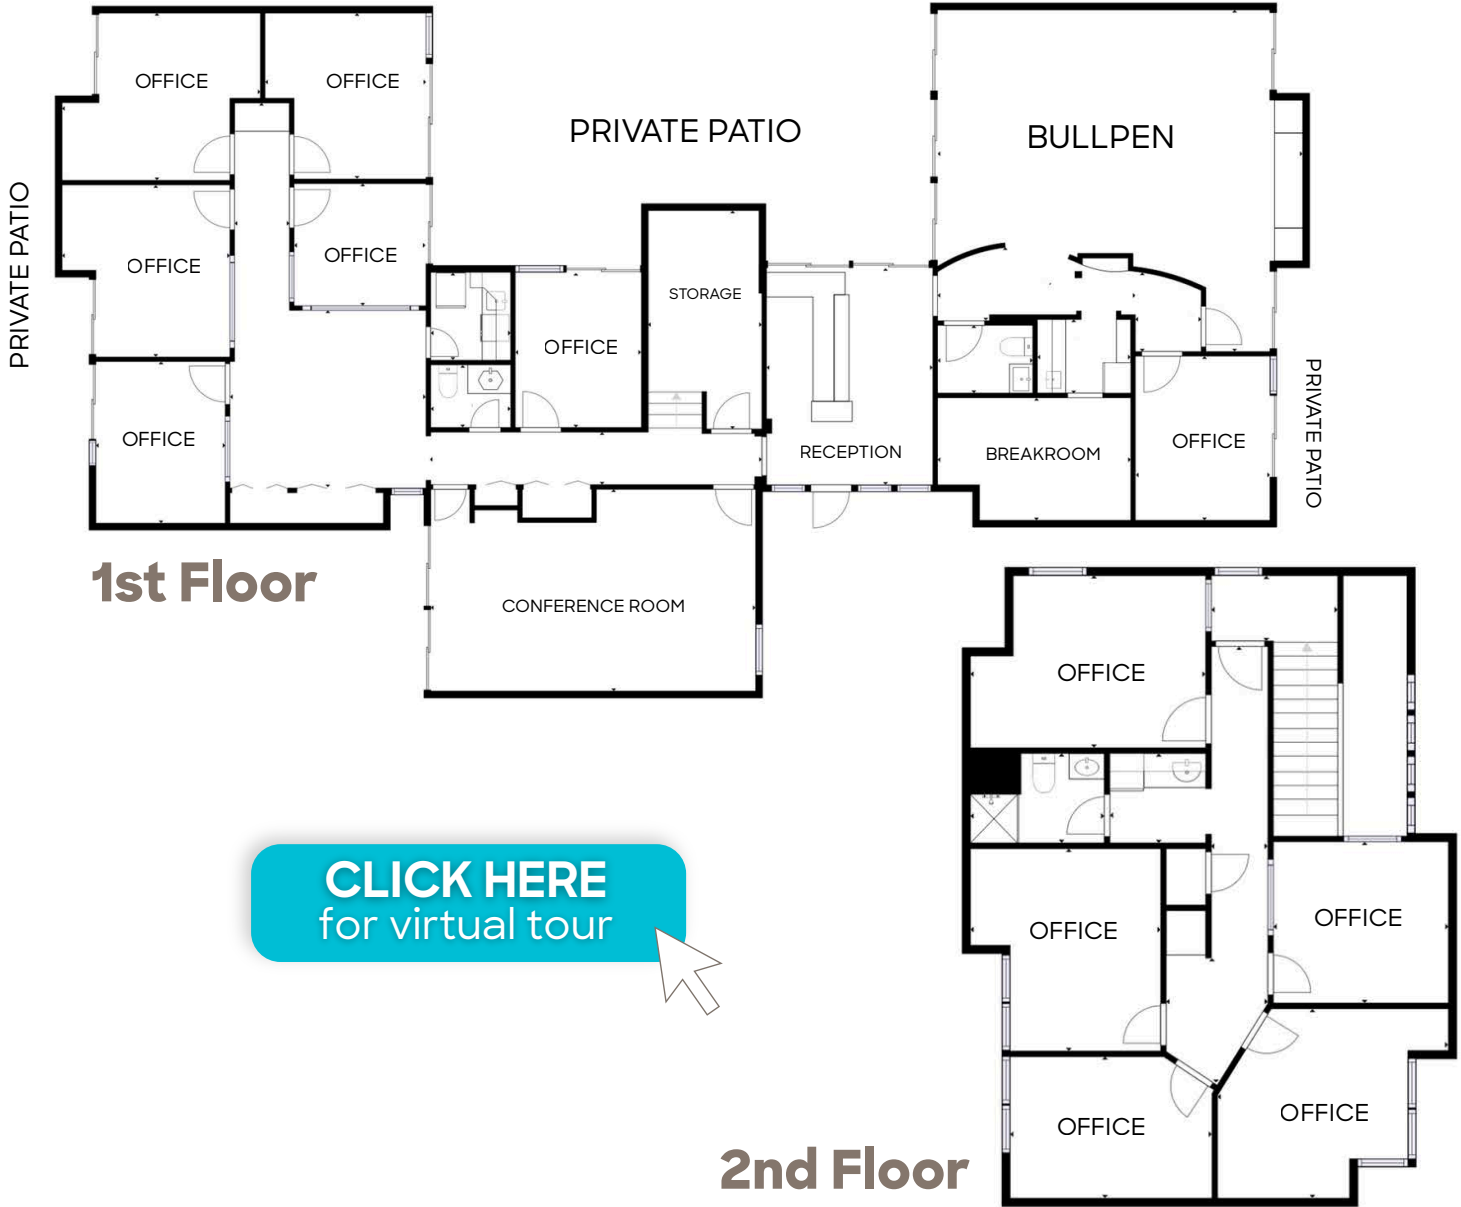 OFFICE
OFFICE
PRIVATE PATIO
BULLPEN
PRIVATE PATIO
OFFICE
OFFICE
STORAGE
OFFICE
OFFICE
RECEPTION
BREAKROOM
OFFICE
PRIVATE PATIO
1st Floor
CONFERENCE ROOM
OFFICE
CLICK HERE
for virtual tour
OFFICE
OFFICE
OFFICE
OFFICE
2nd Floor